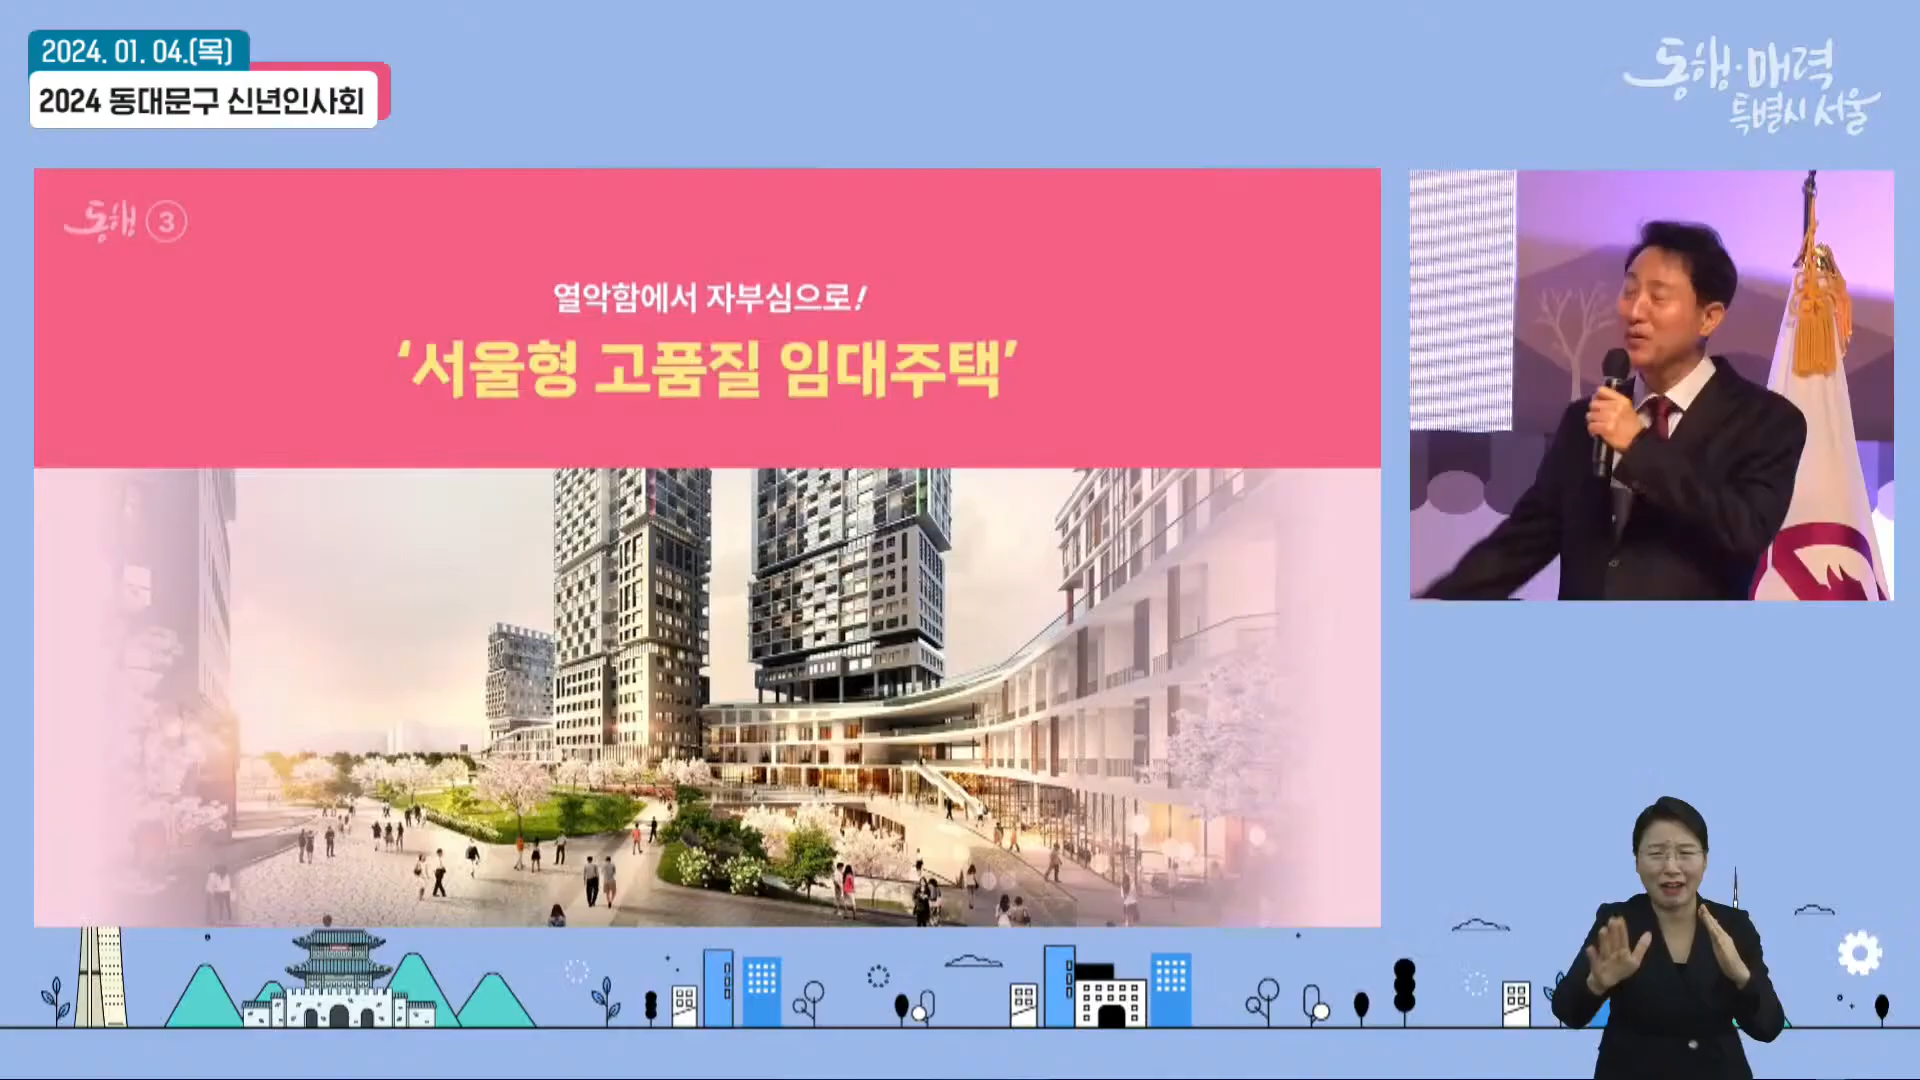 2024. 01. 04.(목)
2024 동대문구 신년인사회
동행·매력
특별시 서울
동행 3
열악함에서 자부심으로!
‘서울형 고품질 임대주택’